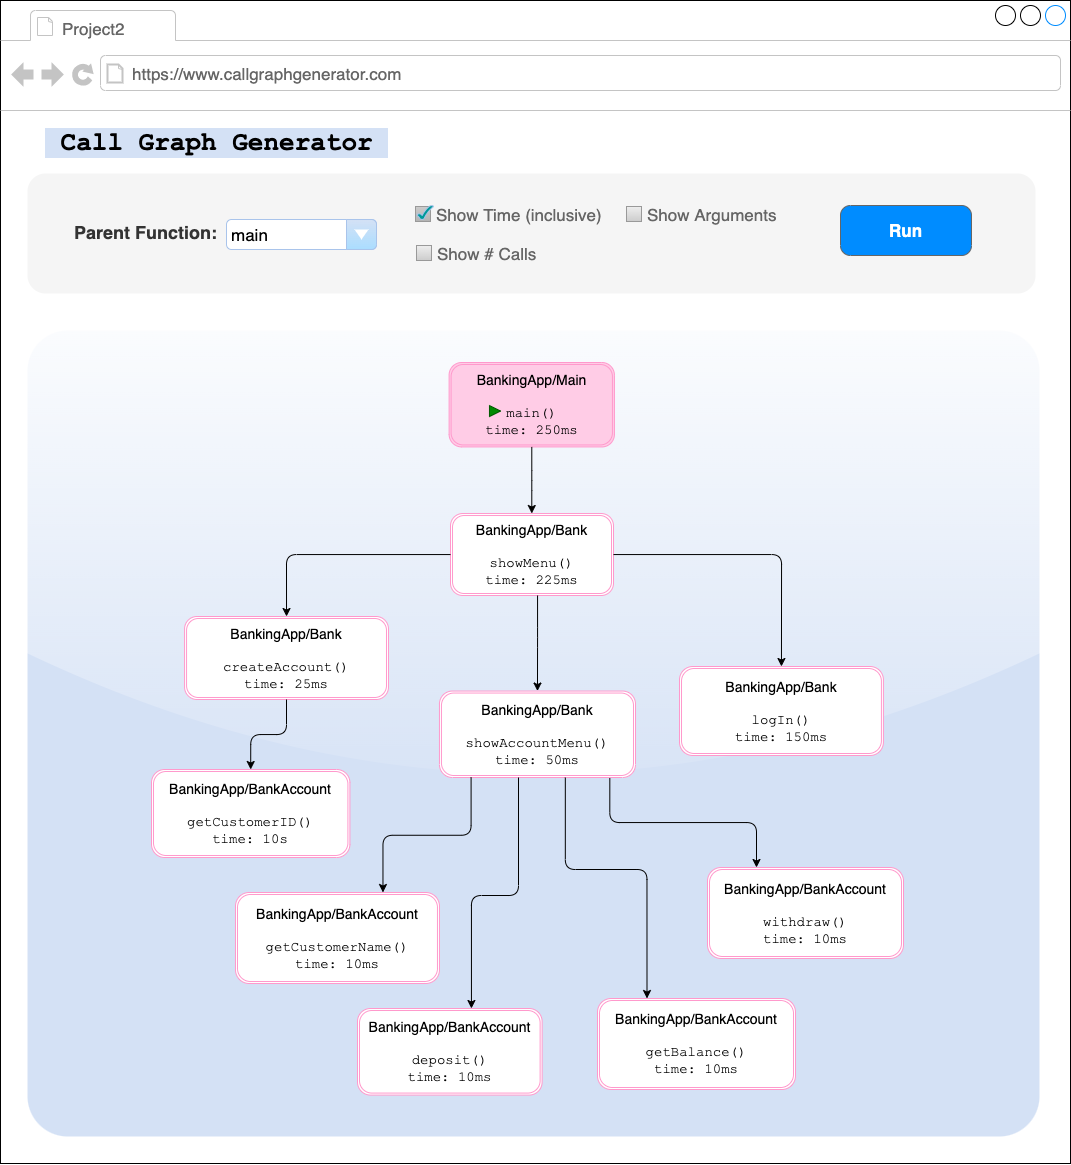 Project2
https://www.callgraphgenerator.com
Call Graph Generator
Parent Function:
main
Show Time (inclusive)
Show Arguments
Show # Calls
Run
BankingApp/Main
main()
time: 250ms
BankingApp/Bank
showMenu()
time: 225ms
BankingApp/Bank
createAccount()
time: 25ms
BankingApp/Bank
showAccountMenu()
time: 50ms
BankingApp/Bank
logIn()
time: 150ms
BankingApp/BankAccount
getCustomerID()
time: 10s
BankingApp/BankAccount
getCustomerName()
time: 10ms
BankingApp/BankAccount
withdraw()
time: 10ms
BankingApp/BankAccount
deposit()
time: 10ms
BankingApp/BankAccount
getBalance()
time: 10ms